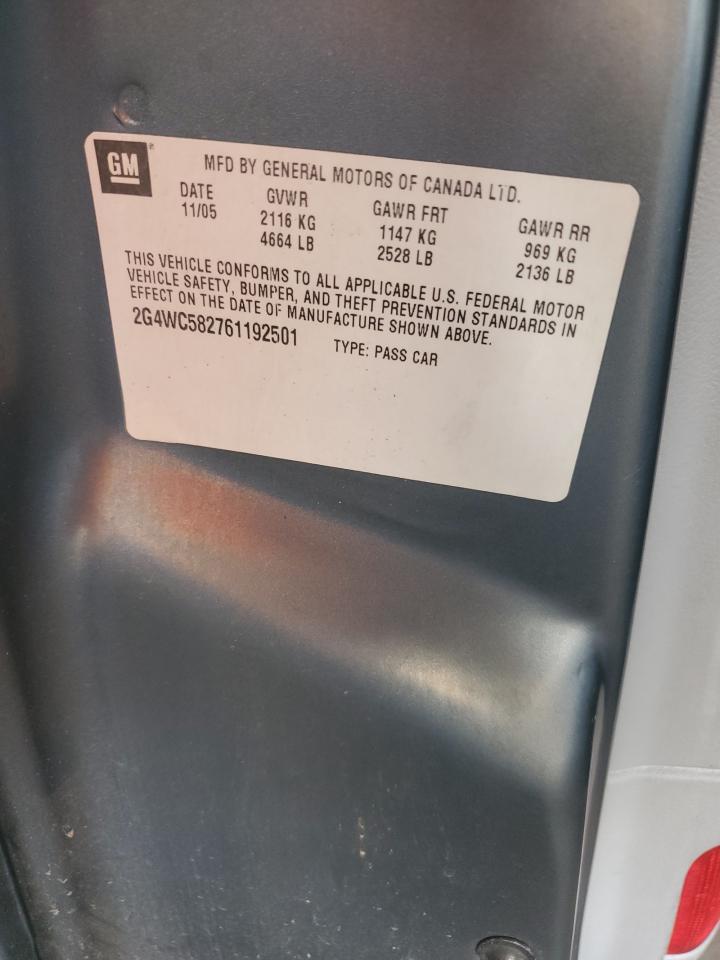 GM
MFD BY GENERAL MOTORS OF CANADA LTD.
DATE GVWR GAWR FRT GAWR RR
11/05 2116 KG 1147 KG 969 KG
4664 LB 2528 LB 2136 LB
THIS VEHICLE CONFORMS TO ALL APPLICABLE U.S. FEDERAL MOTOR
VEHICLE SAFETY, BUMPER, AND THEFT PREVENTION STANDARDS IN
EFFECT ON THE DATE OF MANUFACTURE SHOWN ABOVE.
2G4WC582761192501 TYPE: PASS CAR